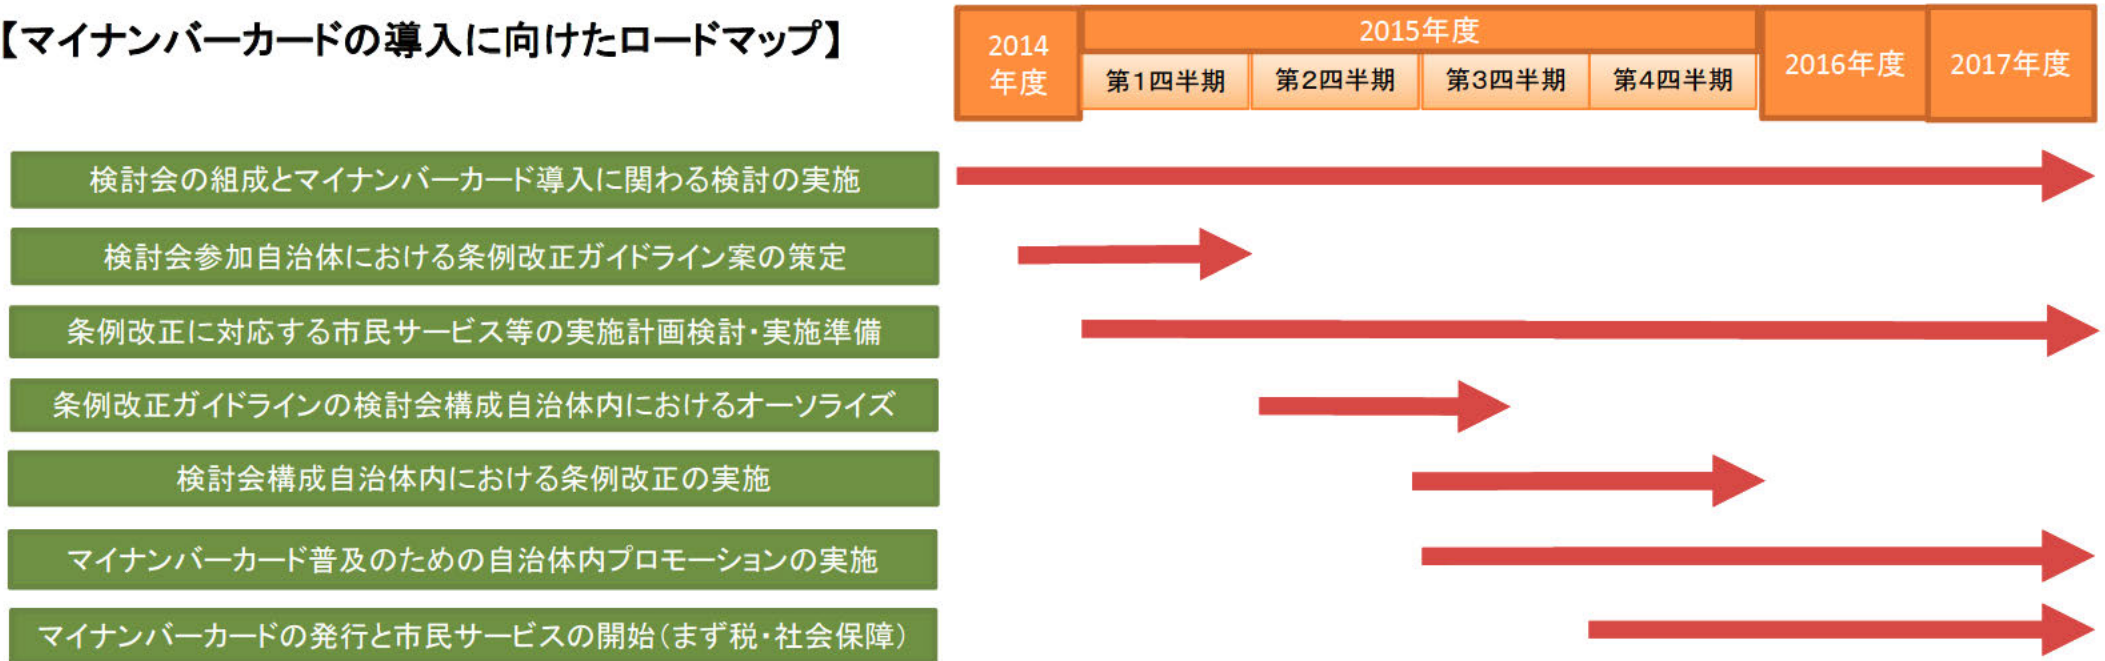 【マイナンバーカードの導入に向けたロードマップ】
2014
年度
2015年度
第1四半期
第2四半期
第3四半期
第4四半期
2016年度
2017年度
検討会の組成とマイナンバーカード導入に関わる検討の実施
検討会参加自治体における条例改正ガイドライン案の策定
条例改正に対応する市民サービス等の実施計画検討・実施準備
条例改正ガイドラインの検討会構成自治体内におけるオーソライズ
検討会構成自治体内における条例改正の実施
マイナンバーカード普及のための自治体内プロモーションの実施
マイナンバーカードの発行と市民サービスの開始(まず税・社会保障)